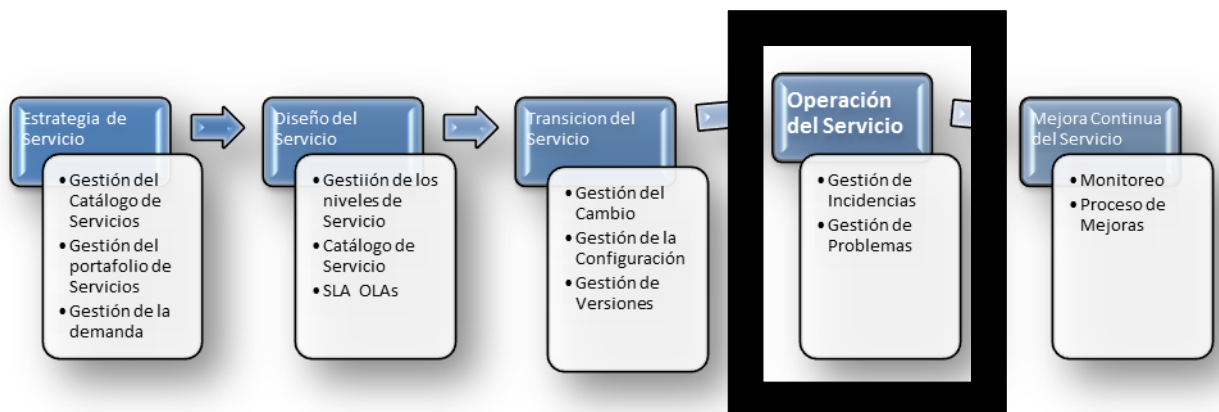 Estrategia de
Servicio
• Gestión del
Catálogo de
Servicios
• Gestión del
portafolio de
Servicios
• Gestión de la
demanda
Diseño del
Servicio
• Gestiión de los
niveles de
Servicio
• Catálogo de
Servicio
• SLA OLAs
Transicion del
Servicio
• Gestión del
Cambio
• Gestión de la
Configuración
• Gestión de
Versiones
Operación
del Servicio
• Gestión de
Incidencias
• Gestión de
Problemas
Mejora Continua
del Servicio
• Monitoreo
• Proceso de
Mejoras